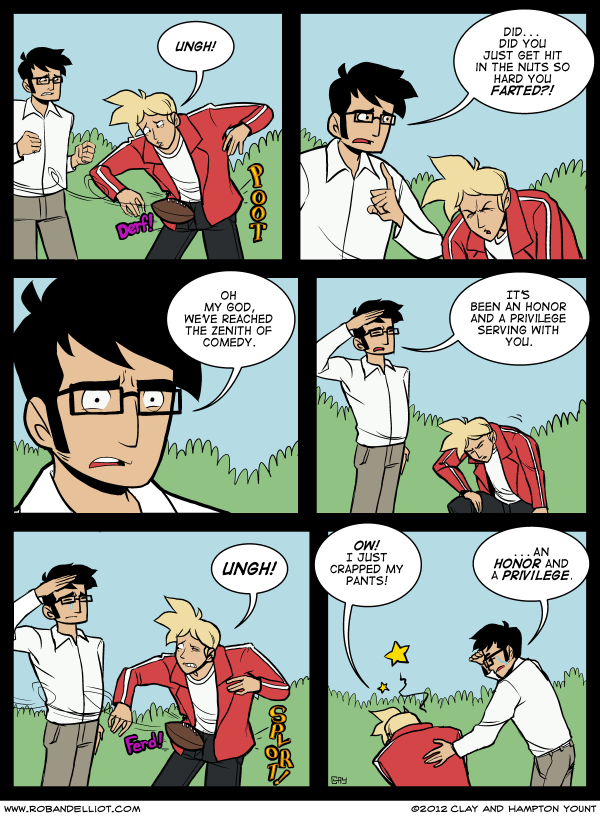 UNGH!
Derf!
POOT
DID...
DID YOU
JUST GET HIT
IN THE NUTS SO
HARD YOU
FARTED?!
OH
MY GOD,
WE'VE REACHED
THE ZENITH OF
COMEDY.
IT'S
BEEN AN HONOR
AND A PRIVILEGE
SERVING WITH
YOU.
UNGH!
Ferd!
SPLORT!
OW!
I JUST
CRAPPED MY
PANTS!
...AN
HONOR AND
A PRIVILEGE.
WWW.ROBANDELLIOT.COM
©2012 CLAY AND HAMPTON YOUNT